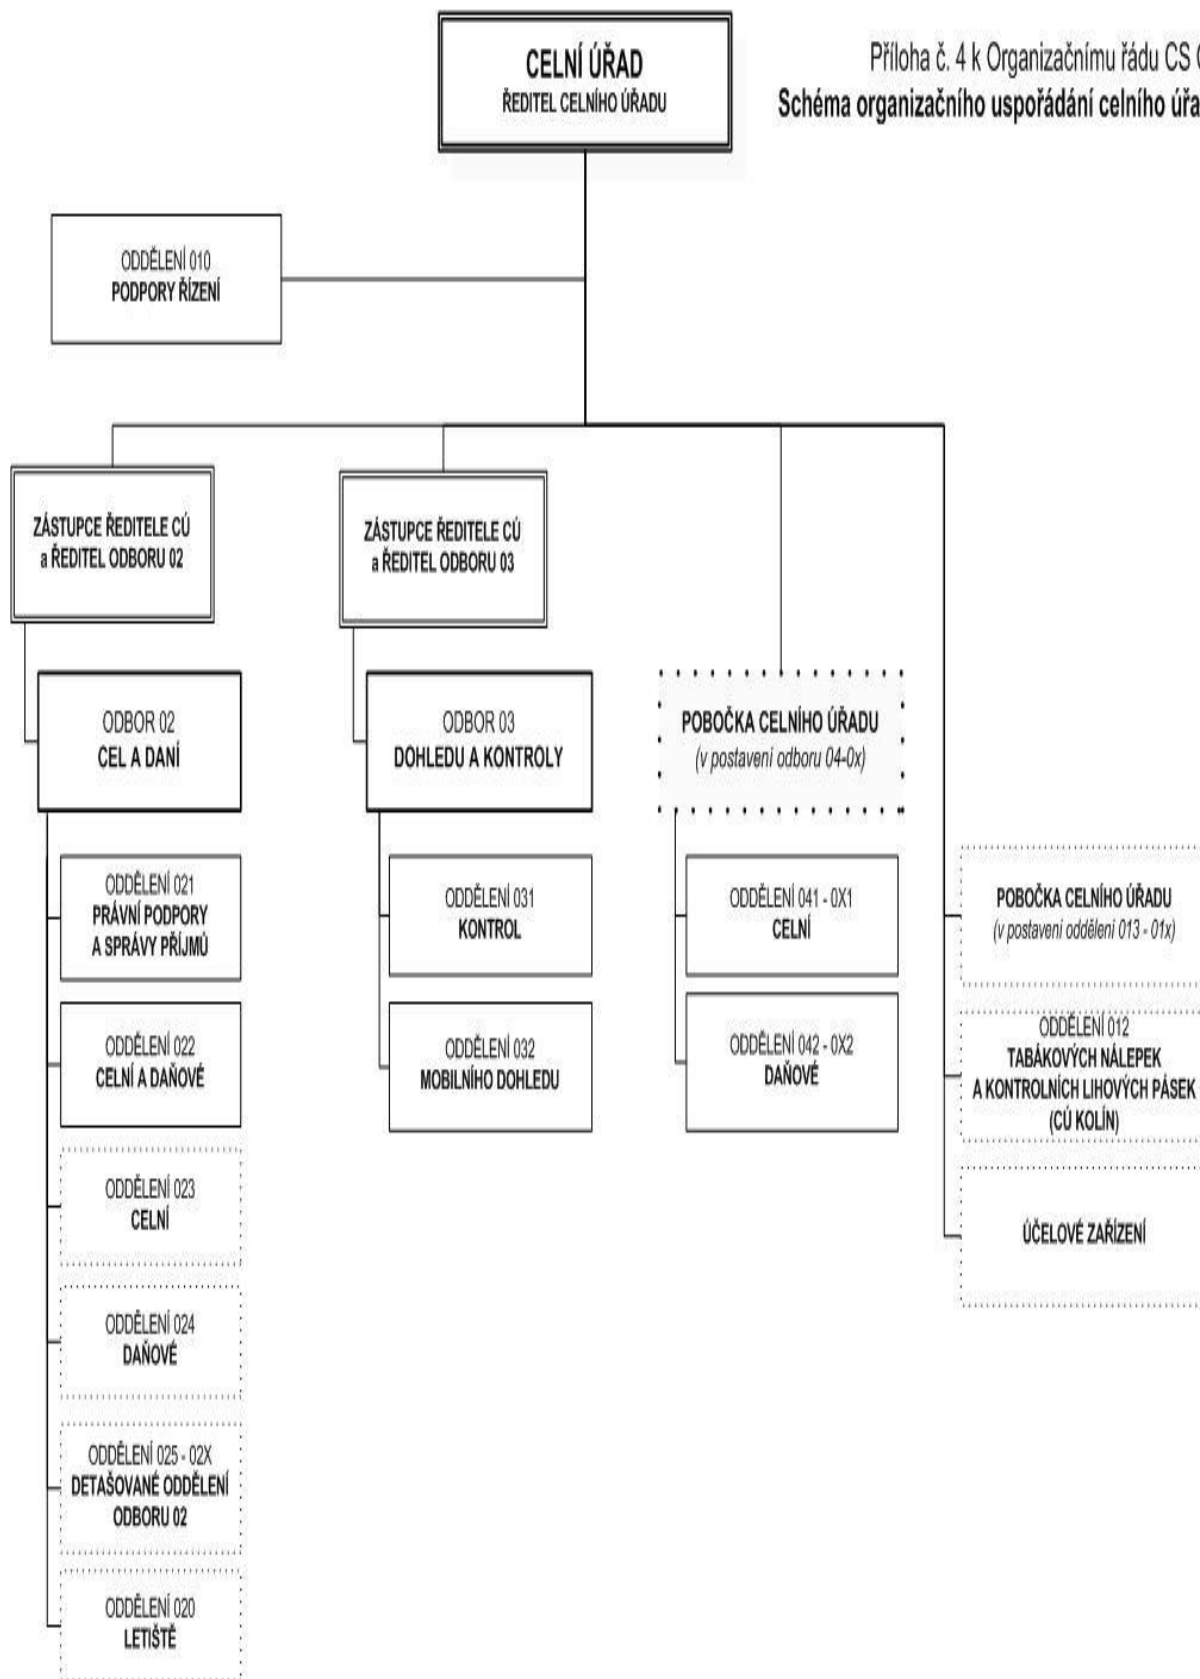 CELNÍ ÚŘAD
ŘEDITEL CELNÍHO ÚŘADU
Příloha č. 4 k Organizačnímu řádu CS
Schéma organizačního uspořádání celního
ODDĚLENÍ 010
PODPORY ŘÍZENÍ
ZÁSTUPCE ŘEDITELE CÚ
a ŘEDITEL ODBORU 02
ZÁSTUPCE ŘEDITELE CÚ
a ŘEDITEL ODBORU 03
ODBOR 02
CEL A DANÍ
ODBOR 03
DOHLEDU A KONTROLY
POBOČKA CELNÍHO ÚŘADU
(v postavení odboru 04-0x)
ODDĚLENÍ 021
PRÁVNÍ PODPORY
A SPRÁVY PŘÍJMŮ
ODDĚLENÍ 031
KONTROL
ODDĚLENÍ 041 - 0X1
CELNÍ
POBOČKA CELNÍHO ÚŘADU
(v postavení oddělení 013 - 01x)
ODDĚLENÍ 022
CELNÍ A DAŇOVÉ
ODDĚLENÍ 032
MOBILNÍHO DOHLEDU
ODDĚLENÍ 042 - 0X2
DAŇOVÉ
ODDĚLENÍ 012
TABÁKOVÝCH NÁLEPEK
A KONTROLNÍCH LIHOVÝCH PÁSEK
(CÚ KOLÍN)
ODDĚLENÍ 023
CELNÍ
ÚČELOVÉ ZAŘÍZENÍ
ODDĚLENÍ 024
DAŇOVÉ
ODDĚLENÍ 025 - 02X
DETAŠOVANÉ ODDĚLENÍ
ODBORU 02
ODDĚLENÍ 020
LETIŠTĚ